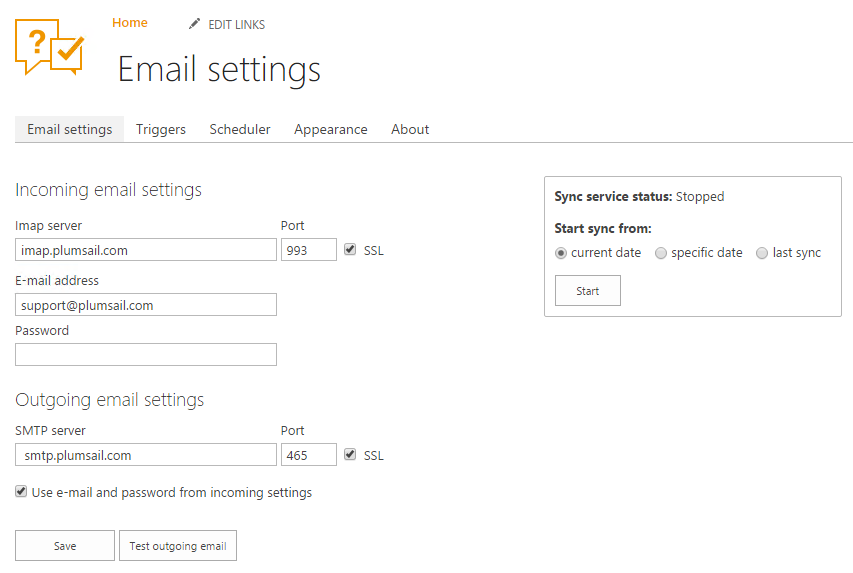 ?
Home
EDIT LINKS
Email settings
Email settings Triggers Scheduler Appearance About
Incoming email settings
Imap server Port
imap.plumsail.com 993 SSL
E-mail address
support@plumsail.com
Password
Outgoing email settings
SMTP server Port
smtp.plumsail.com 465 SSL
Use e-mail and password from incoming settings
Save Test outgoing email
Sync service status: Stopped
Start sync from:
current date specific date last sync
Start